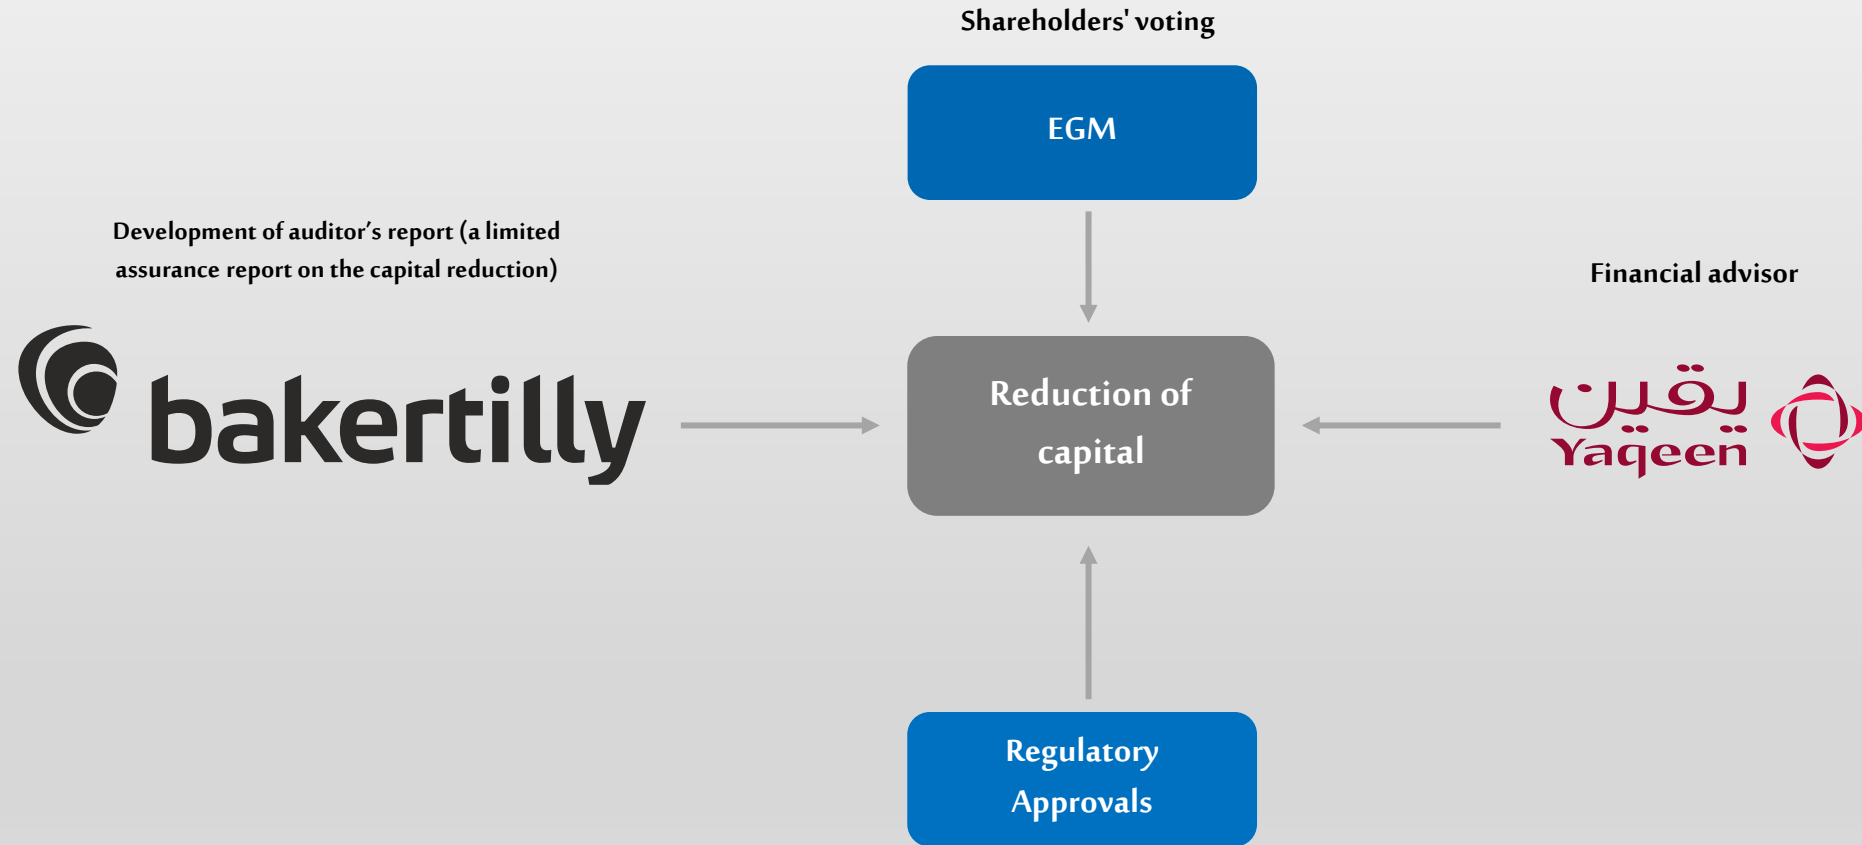 Shareholders' voting
EGM
Development of auditor’s report (a limited
assurance report on the capital reduction)
bakertilly
Reduction of
capital
Financial advisor
يقين
Yaqeen
Regulatory
Approvals